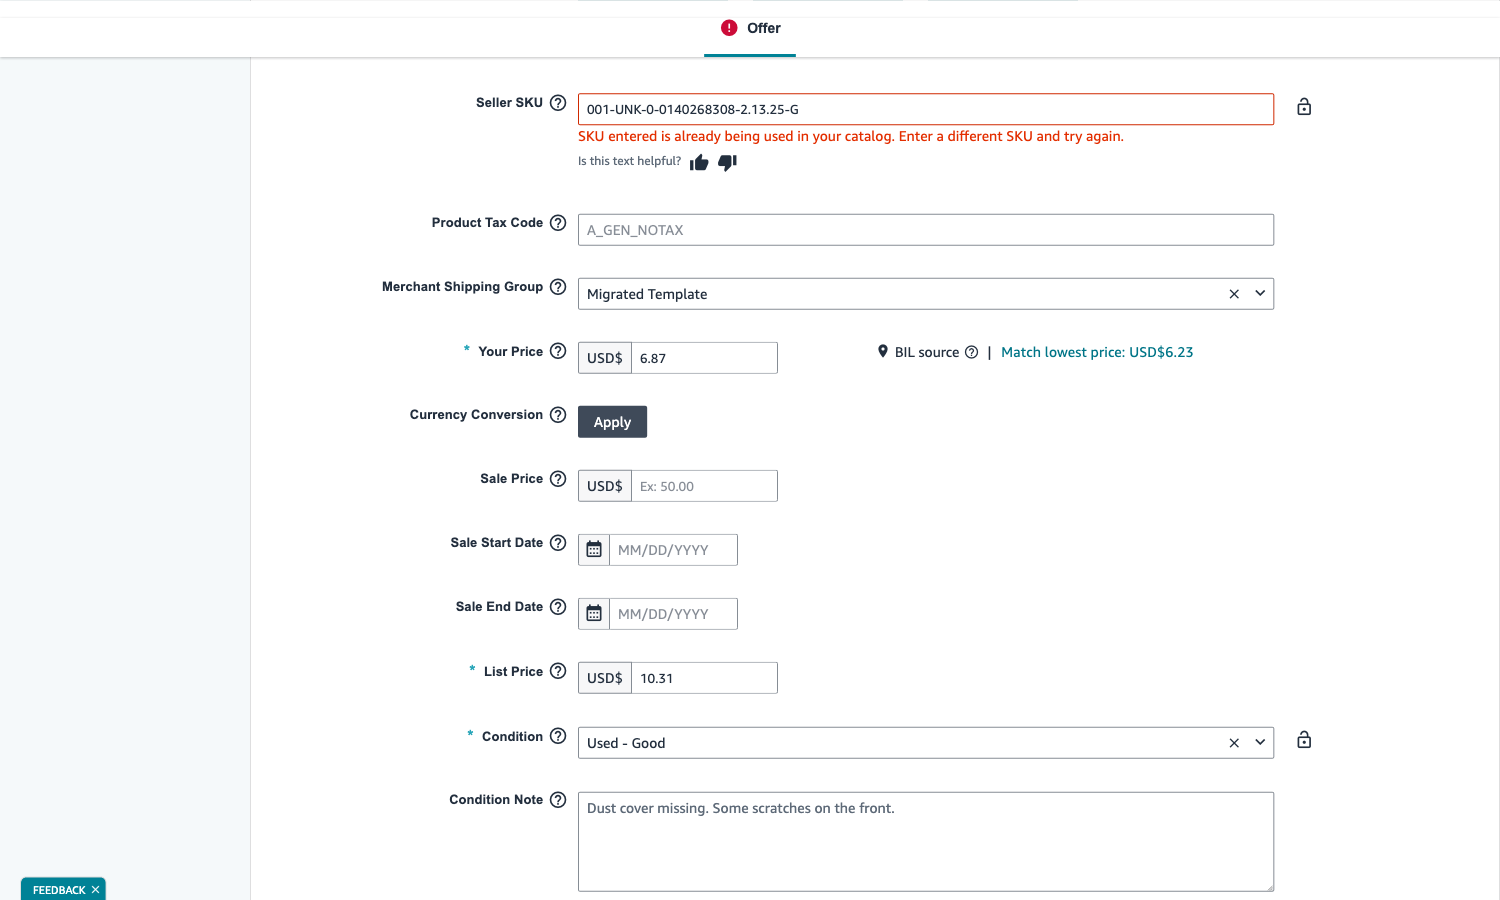 ! Offer
Seller SKU ? 001-UNK-0-0140268308-2.13.25-G
SKU entered is already being used in your catalog. Enter a different SKU and try again.
Is this text helpful?
Product Tax Code ? A_GEN_NOTAX
Merchant Shipping Group ? Migrated Template
* Your Price ? USD$ 6.87 BIL source ? | Match lowest price: USD$6.23
Currency Conversion ? Apply
Sale Price ? USD$ Ex: 50.00
Sale Start Date ? MM/DD/YYYY
Sale End Date ? MM/DD/YYYY
* List Price ? USD$ 10.31
* Condition ? Used - Good
Condition Note ? Dust cover missing. Some scratches on the front.
FEEDBACK